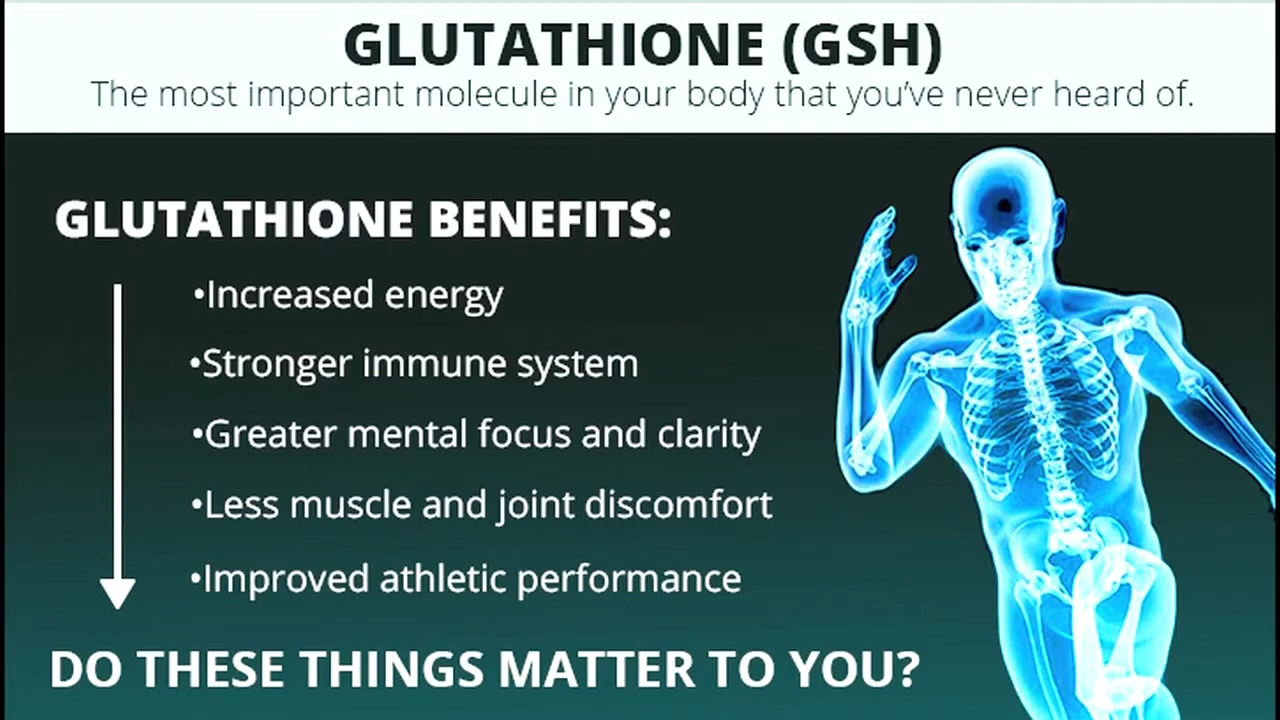 GLUTATHIONE (GSH)
The most important molecule in your body that you've never heard of.
GLUTATHIONE BENEFITS:
•Increased energy
•Stronger immune system
•Greater mental focus and clarity
•Less muscle and joint discomfort
•Improved athletic performance
DO THESE THINGS MATTER TO YOU?